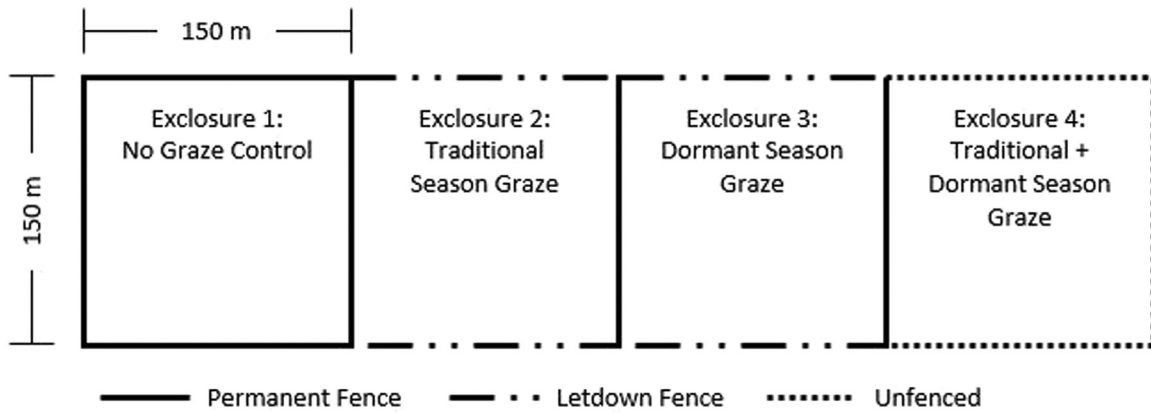 150 m
150 m
Exclosure 1:
No Graze Control
Exclosure 2:
Traditional
Season Graze
Exclosure 3:
Dormant Season
Graze
Exclosure 4:
Traditional +
Dormant Season
Graze
Permanent Fence
Letdown Fence
Unfenced